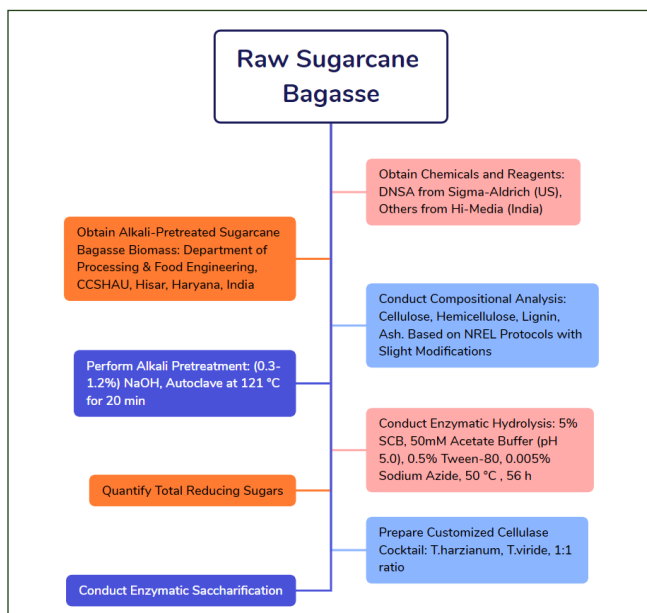 Raw Sugarcane
Bagasse
Obtain Chemicals and Reagents:
DNSA from Sigma-Aldrich (US),
Others from Hi-Media (India)
Obtain Alkali-Pretreated Sugarcane
Bagasse Biomass: Department of
Processing & Food Engineering,
CCSHAU, Hisar, Haryana, India
Conduct Compositional Analysis:
Cellulose, Hemicellulose, Lignin,
Ash. Based on NREL Protocols with
Slight Modifications
Perform Alkali Pretreatment: (0.3-
1.2%) NaOH, Autoclave at 121 °C
for 20 min
Conduct Enzymatic Hydrolysis: 5%
SCB, 50mM Acetate Buffer (pH
5.0), 0.5% Tween-80, 0.005%
Sodium Azide, 50 °C , 56 h
Quantify Total Reducing Sugars
Prepare Customized Cellulase
Cocktail: T.harzianum, T.viride, 1:1
ratio
Conduct Enzymatic Saccharification